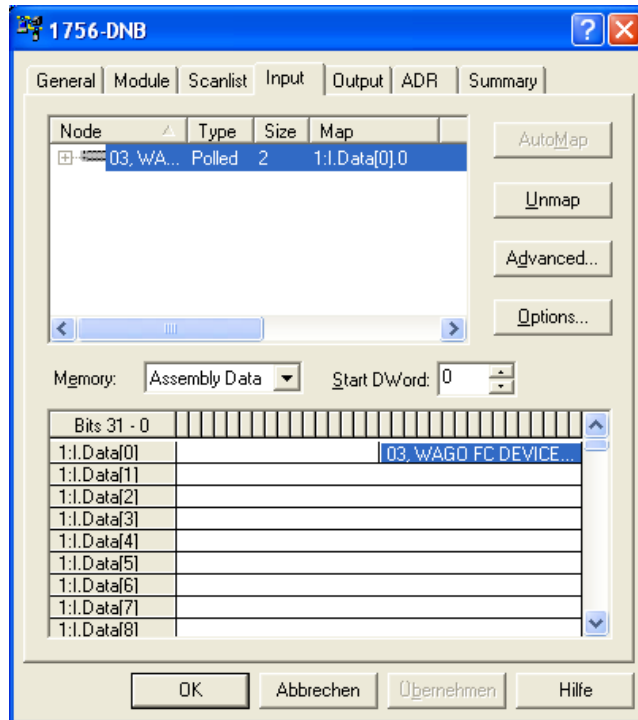 1756-DNB
General Module Scanlist Input Output ADR Summary
Node Type Size Map
03, WA... Polled 2 1:I.Data[0].0
AutoMap
Unmap
Advanced...
Options...
Memory: Assembly Data Start DWord: 0
Bits 31 - 0
1:I.Data[0] 03, WAGO FC DEVICE...
1:I.Data[1]
1:I.Data[2]
1:I.Data[3]
1:I.Data[4]
1:I.Data[5]
1:I.Data[6]
1:I.Data[7]
1:I.Data[8]
OK Abbrechen Übernehmen Hilfe